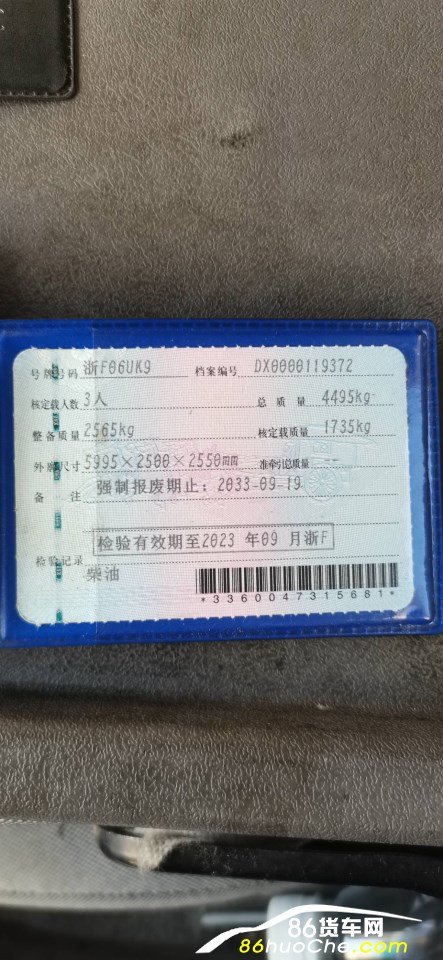 号牌号码 浙F06UK9 档案编号 DX0000119372
核定载人数 3人 总质量 4495kg
整备质量 2565kg 核定载质量 1735kg
外廓尺寸 5995×2500×2550mm 准牵引总质量 --
备注 强制报废期止：2033-09-19
检验有效期至2023年09月浙F
检验记录
柴油
*3360047315681*
86货车网
86huoChe.com